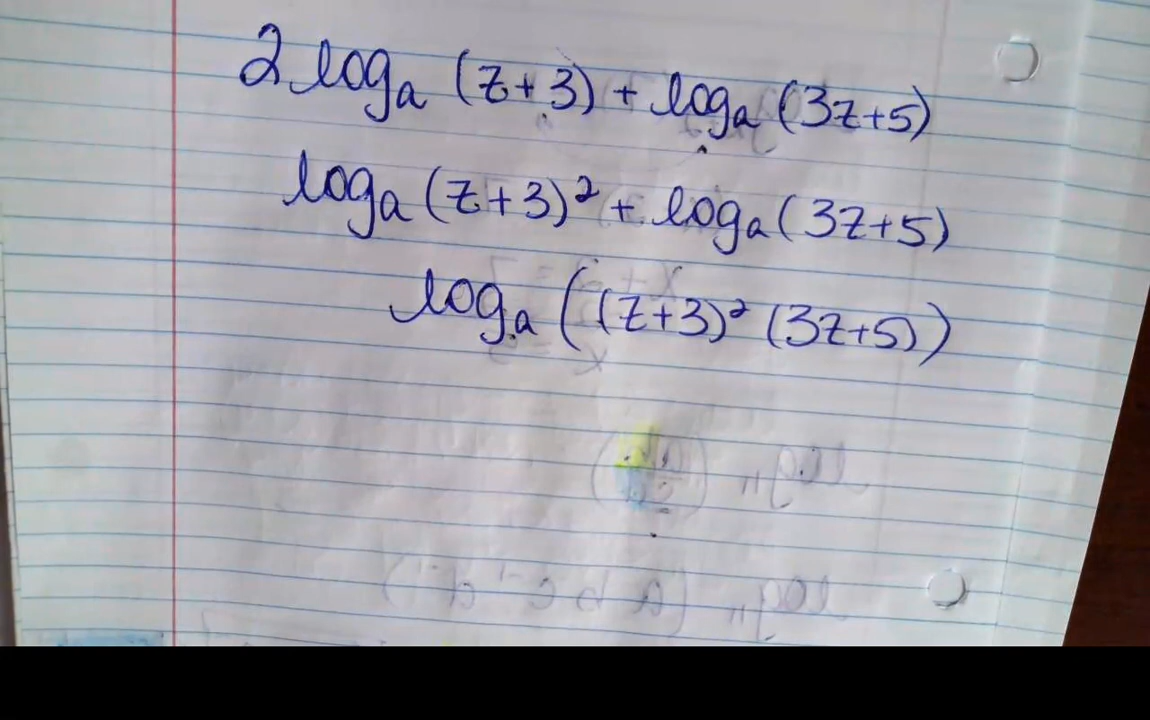 2 logₐ (z+3) + logₐ (3z+5)
logₐ (z+3)² + logₐ (3z+5)
logₐ ((z+3)² (3z+5))